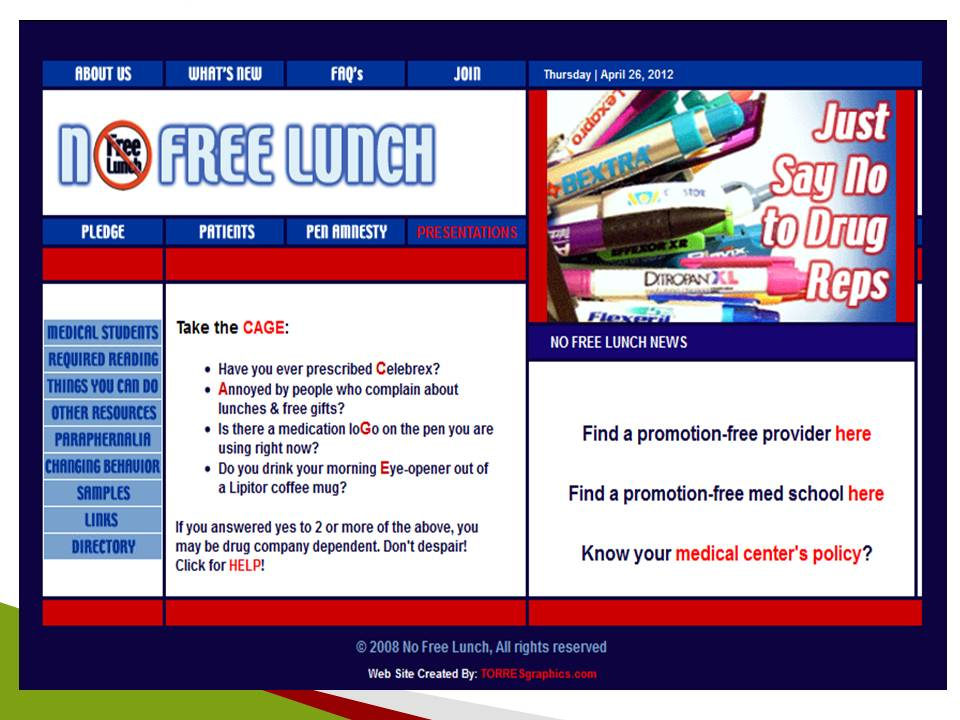 ABOUT US
WHAT'S NEW
FAQ's
JOIN
Thursday | April 26, 2012
NO FREE LUNCH
Free
Lunch
Lexapro
BEXTRA
STOR
EFFEXOR XR
DITROPAN XL
Flexeril
Just
Say No
to Drug
Reps
PLEDGE
PATIENTS
PEN AMNESTY
PRESENTATIONS
MEDICAL STUDENTS
REQUIRED READING
THINGS YOU CAN DO
OTHER RESOURCES
PARAPHERNALIA
CHANGING BEHAVIOR
SAMPLES
LINKS
DIRECTORY
Take the CAGE:
• Have you ever prescribed Celebrex?
• Annoyed by people who complain about
lunches & free gifts?
• Is there a medication loGo on the pen you are
using right now?
• Do you drink your morning Eye-opener out of
a Lipitor coffee mug?
If you answered yes to 2 or more of the above, you
may be drug company dependent. Don't despair!
Click for HELP!
NO FREE LUNCH NEWS
Find a promotion-free provider here
Find a promotion-free med school here
Know your medical center's policy?
© 2008 No Free Lunch, All rights reserved
Web Site Created By: TORRESgraphics.com